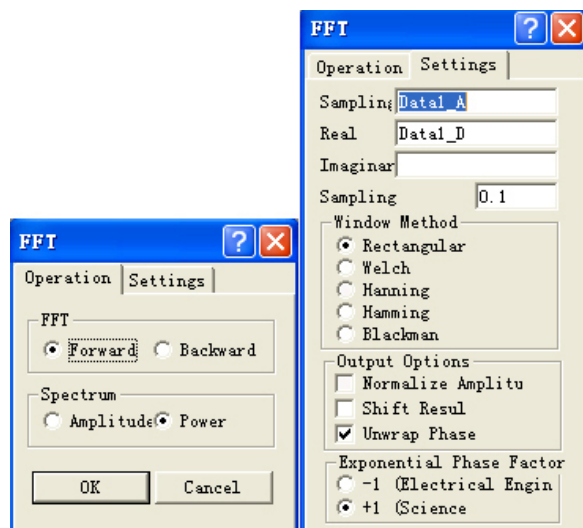 FFT
Operation Settings
FFT
Forward Backward
Spectrum
Amplitude Power
OK Cancel
FFT
Operation Settings
Sampling Data1_A
Real Data1_D
Imaginar
Sampling 0.1
Window Method
Rectangular
Welch
Hanning
Hamming
Blackman
Output Options
Normalize Amplitu
Shift Resul
Unwrap Phase
Exponential Phase Factor
-1 (Electrical Engin
+1 (Science